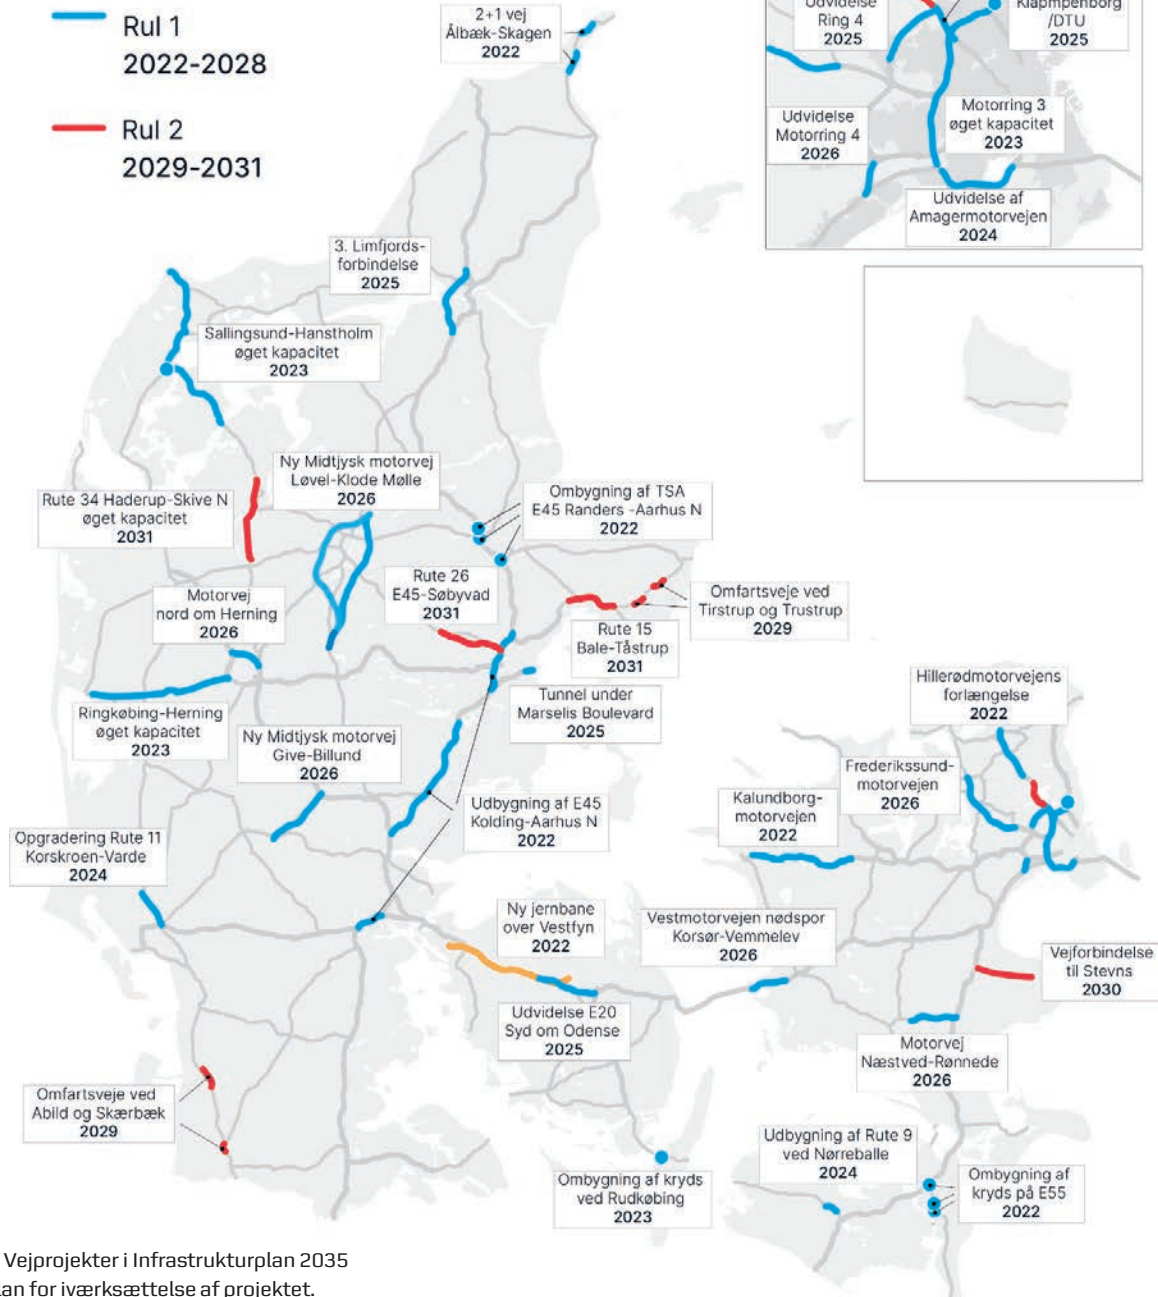 Rul 1
2022-2028
Rul 2
2029-2031
2+1 vej
Ålbæk-Skagen
2022
Udvidelse
Ring 4
2025
Klapmpenborg
/DTU
2025
Udvidelse
Motorring 4
2026
Motorring 3
øget kapacitet
2023
Udvidelse af
Amagermotorvejen
2024
3. Limfjords-
forbindelse
2025
Sallingsund-Hanstholm
øget kapacitet
2023
Ny Midtjysk motorvej
Løvel-Klode Mølle
2026
Rute 34 Haderup-Skive N
øget kapacitet
2031
Ombygning af TSA
E45 Randers -Aarhus N
2022
Motorvej
nord om Herning
2026
Rute 26
E45-Søbyvad
2031
Omfartsveje ved
Tirstrup og Trustrup
2029
Rute 15
Bale-Tåstrup
2031
Ringkøbing-Herning
øget kapacitet
2023
Tunnel under
Marselis Boulevard
2025
Hillerødmotorvejens
forlængelse
2022
Ny Midtjysk motorvej
Give-Billund
2026
Frederikssund-
motorvejen
2026
Kalundborg-
motorvejen
2022
Udbygning af E45
Kolding-Aarhus N
2022
Opgradering Rute 11
Korskroen-Varde
2024
Ny jernbane
over Vestfyn
2022
Vestmotorvejen nødspor
Korsør-Vemmelev
2026
Vejforbindelse
til Stevns
2030
Udvidelse E20
Syd om Odense
2025
Motorvej
Næstved-Rønnede
2026
Omfartsveje ved
Abild og Skærbæk
2029
Udbygning af Rute 9
ved Nørreballe
2024
Ombygning af kryds
ved Rudkøbing
2023
Ombygning af
kryds på E55
2022
Vejprojekter i Infrastrukturplan 2035
lan for iværksættelse af projektet.